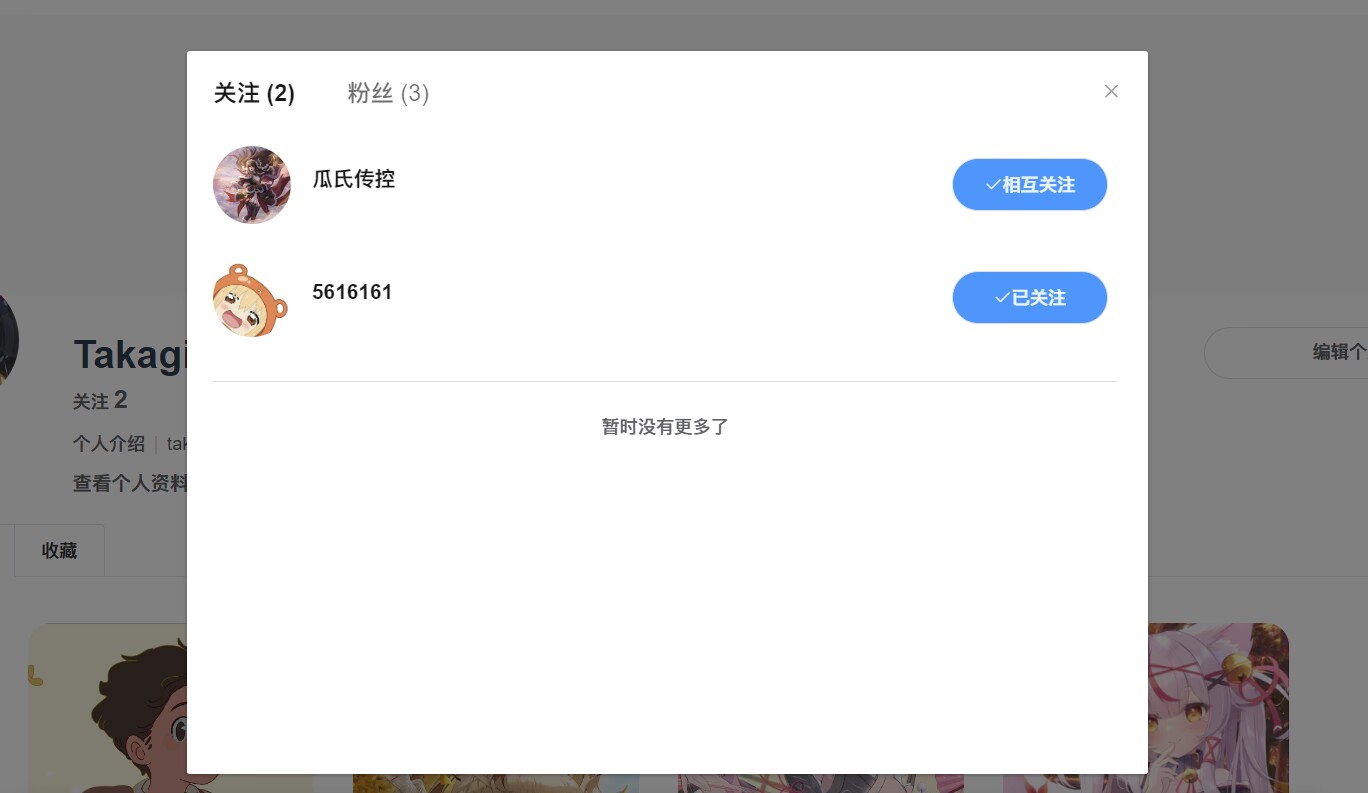 关注 (2) 粉丝 (3)
瓜氏传控
相互关注
5616161
已关注
暂时没有更多了
Takagi
关注 2
个人介绍 | tak
查看个人资料
编辑个
收藏